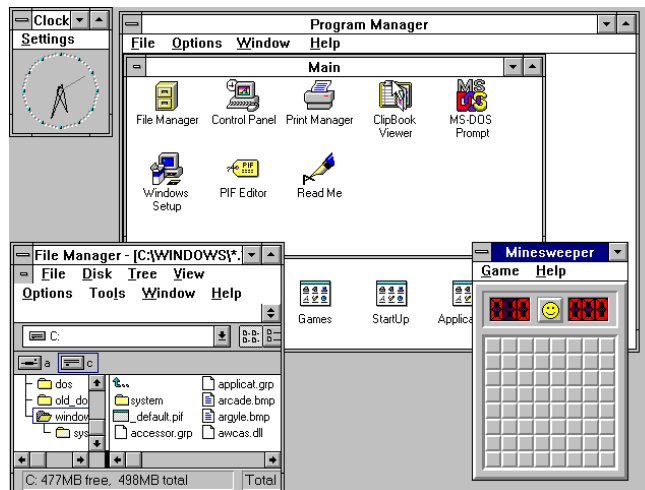 Clock
Settings
Program Manager
File Options Window Help
Main
File Manager
Control Panel
Print Manager
ClipBook
Viewer
MS-DOS
Prompt
MS
DOS
Windows
Setup
PIF
PIF Editor
Read Me
Games
StartUp
Applica
File Manager - [C:\WINDOWS\*.
File Disk Tree View
Options Tools Window Help
C:
a c
dos
old_do
window
sys
system
_default.pif
accessor.grp
applicat.grp
arcade.bmp
argyle.bmp
awcas.dll
C: 477MB free, 498MB total
Total
Minesweeper
Game Help